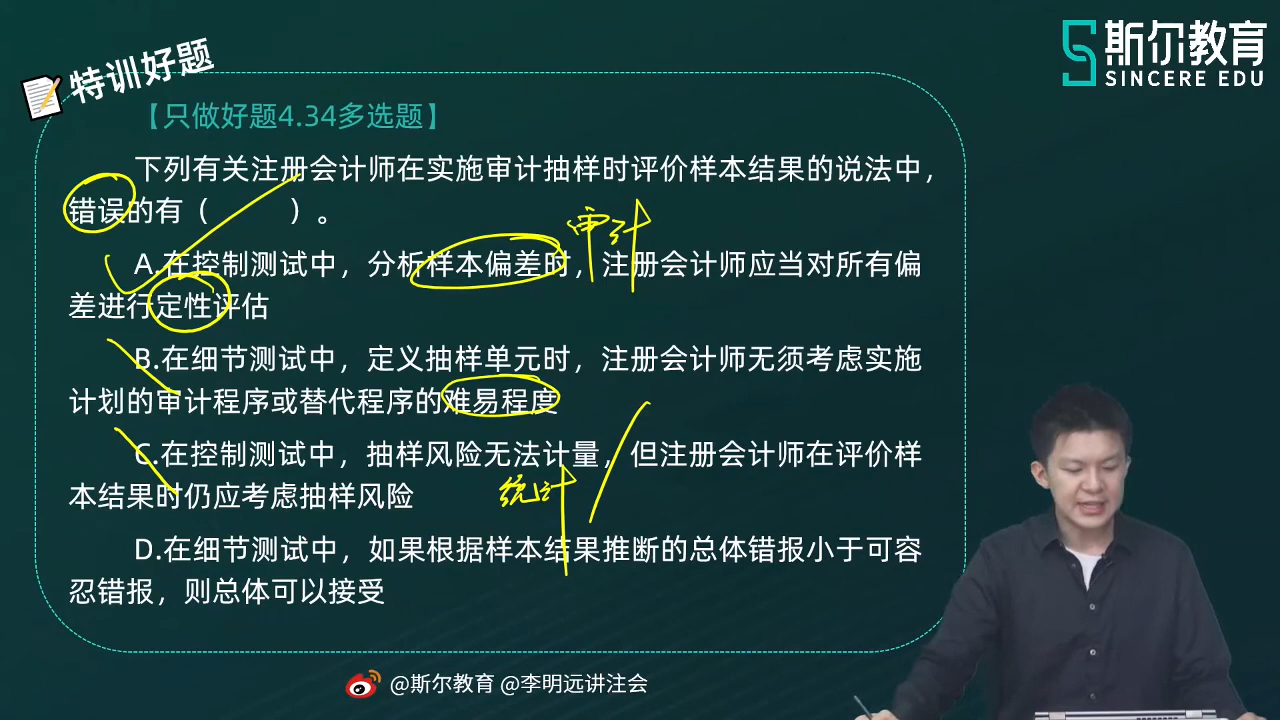 特训好题
斯尔教育
SINCERE EDU
【只做好题4.34多选题】
下列有关注册会计师在实施审计抽样时评价样本结果的说法中，
错误的有（　　）。
审计
A.在控制测试中，分析样本偏差时，注册会计师应当对所有偏
差进行定性评估
B.在细节测试中，定义抽样单元时，注册会计师无须考虑实施
计划的审计程序或替代程序的难易程度
C.在控制测试中，抽样风险无法计量，但注册会计师在评价样
本结果时仍应考虑抽样风险
统计
D.在细节测试中，如果根据样本结果推断的总体错报小于可容
忍错报，则总体可以接受
@斯尔教育 @李明远讲注会